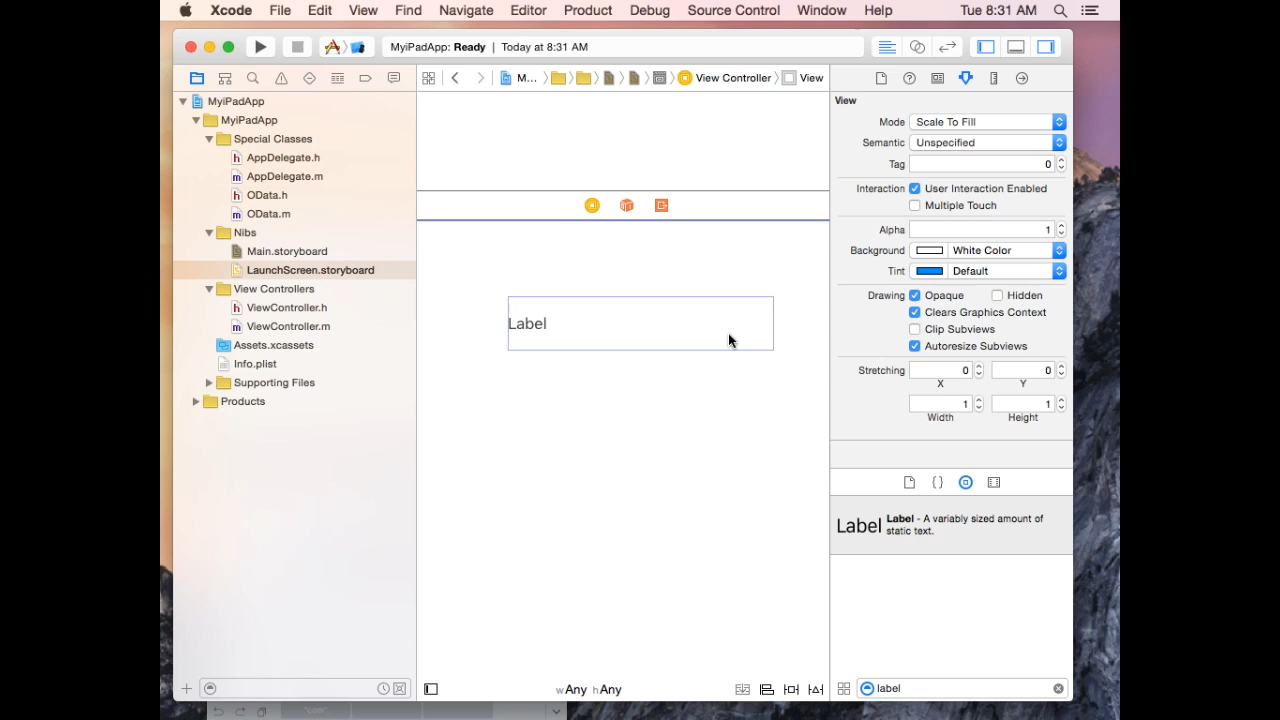 Xcode File Edit View Find Navigate Editor Product Debug Source Control Window Help Tue 8:31 AM
MyiPadApp: Ready | Today at 8:31 AM
M... View Controller View
MyiPadApp
MyiPadApp
Special Classes
AppDelegate.h
AppDelegate.m
OData.h
OData.m
Nibs
Main.storyboard
LaunchScreen.storyboard
View Controllers
ViewController.h
ViewController.m
Assets.xcassets
Info.plist
Supporting Files
Products
Label
wAny hAny
View
Mode Scale To Fill
Semantic Unspecified
Tag 0
Interaction User Interaction Enabled
Multiple Touch
Alpha 1
Background White Color
Tint Default
Drawing Opaque Hidden
Clears Graphics Context
Clip Subviews
Autoresize Subviews
Stretching 0 0
X Y
1 1
Width Height
Label Label - A variably sized amount of
static text.
label